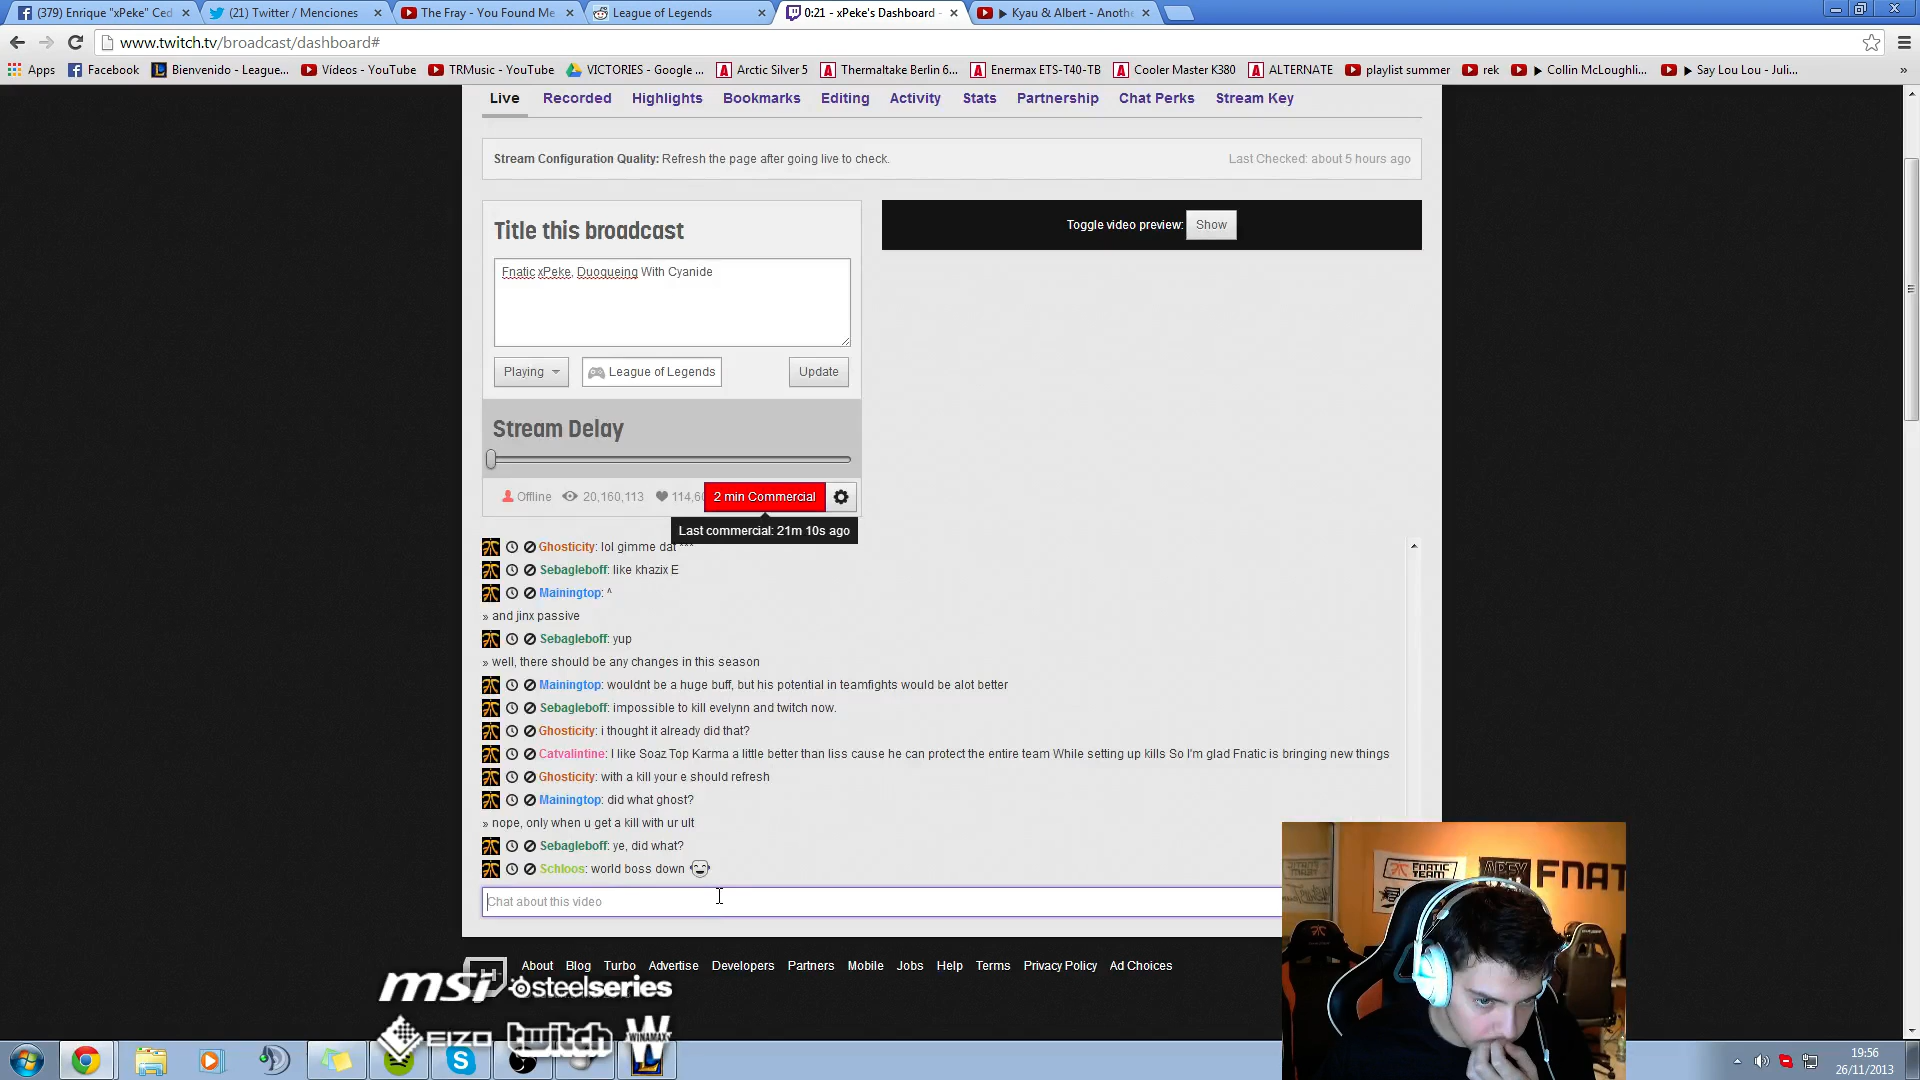 (379) Enrique "xPeke" Ced
(21) Twitter / Menciones
The Fray - You Found Me
League of Legends
0:21 - xPeke's Dashboard -
▶ Kyau & Albert - Anothe
www.twitch.tv/broadcast/dashboard#
Apps
Facebook
Bienvenido - League...
Vídeos - YouTube
TRMusic - YouTube
VICTORIES - Google ...
Arctic Silver 5
Thermaltake Berlin 6...
Enermax ETS-T40-TB
Cooler Master K380
ALTERNATE
playlist summer
rek
▶ Collin McLoughli...
▶ Say Lou Lou - Juli...
»
Live Recorded Highlights Bookmarks Editing Activity Stats Partnership Chat Perks Stream Key
Stream Configuration Quality: Refresh the page after going live to check.
Last Checked: about 5 hours ago
Title this broadcast
Fnatic xPeke, Duoqueing With Cyanide
Toggle video preview: Show
Playing
League of Legends
Update
Stream Delay
Offline 20,160,113 114,60
2 min Commercial
Last commercial: 21m 10s ago
Ghosticity: lol gimme dat ***
Sebagleboff: like khazix E
Mainingtop: ^
» and jinx passive
Sebagleboff: yup
» well, there should be any changes in this season
Mainingtop: wouldnt be a huge buff, but his potential in teamfights would be alot better
Sebagleboff: impossible to kill evelynn and twitch now.
Ghosticity: i thought it already did that?
Catvalintine: I like Soaz Top Karma a little better than liss cause he can protect the entire team While setting up kills So I'm glad Fnatic is bringing new things
Ghosticity: with a kill your e should refresh
Mainingtop: did what ghost?
» nope, only when u get a kill with ur ult
Sebagleboff: ye, did what?
Schloos: world boss down
Chat about this video
About Blog Turbo Advertise Developers Partners Mobile Jobs Help Terms Privacy Policy Ad Choices
msi steelseries
EIZO twitch WINAMAX
FNATIC TEAM
FNATIC
19:56
26/11/2013